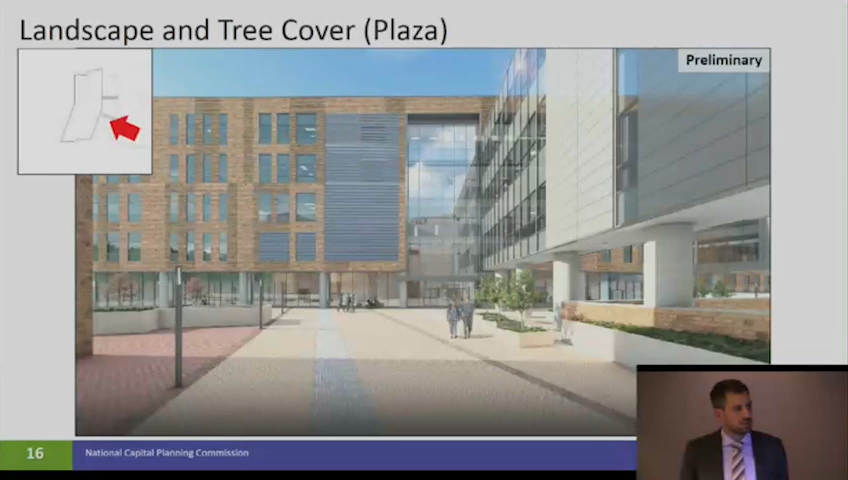 Landscape and Tree Cover (Plaza)
Preliminary
16
National Capital Planning Commission